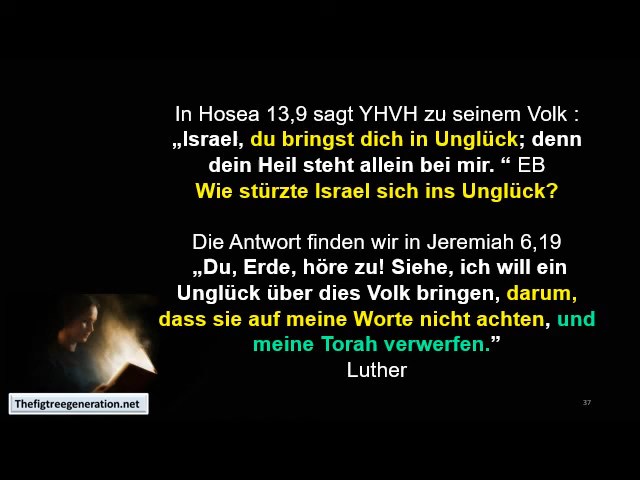 In Hosea 13,9 sagt YHVH zu seinem Volk :
„Israel, du bringst dich in Unglück; denn
dein Heil steht allein bei mir. “ EB
Wie stürzte Israel sich ins Unglück?
Die Antwort finden wir in Jeremiah 6,19
„Du, Erde, höre zu! Siehe, ich will ein
Unglück über dies Volk bringen, darum,
dass sie auf meine Worte nicht achten, und
meine Torah verwerfen.”
Luther
Thefigtreegeneration.net
37